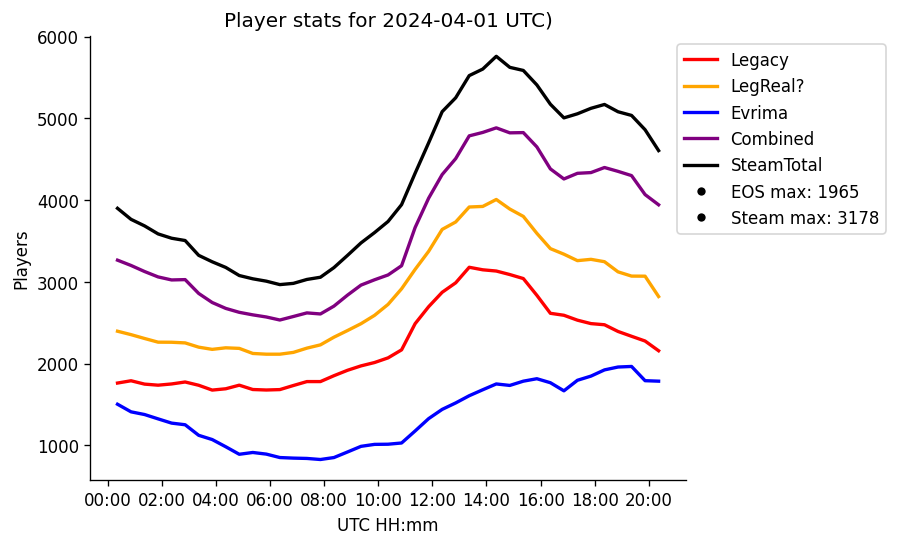 Player stats for 2024-04-01 UTC)
6000
5000
4000
3000
2000
1000
Players
00:00 02:00 04:00 06:00 08:00 10:00 12:00 14:00 16:00 18:00 20:00
UTC HH:mm
Legacy
LegReal?
Evrima
Combined
SteamTotal
EOS max: 1965
Steam max: 3178